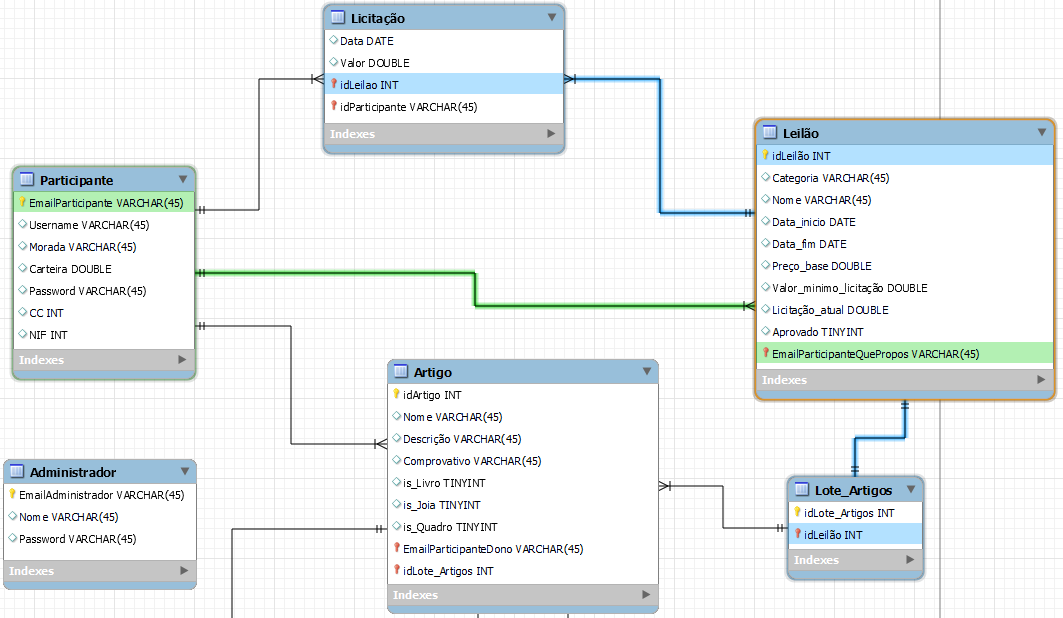 Licitação
Data DATE
Valor DOUBLE
idLeilao INT
idParticipante VARCHAR(45)
Indexes
Leilão
idLeilão INT
Categoria VARCHAR(45)
Nome VARCHAR(45)
Data_inicio DATE
Data_fim DATE
Preço_base DOUBLE
Valor_minimo_licitação DOUBLE
Licitação_atual DOUBLE
Aprovado TINYINT
EmailParticipanteQuePropos VARCHAR(45)
Indexes
Participante
EmailParticipante VARCHAR(45)
Username VARCHAR(45)
Morada VARCHAR(45)
Carteira DOUBLE
Password VARCHAR(45)
CC INT
NIF INT
Indexes
Artigo
idArtigo INT
Nome VARCHAR(45)
Descrição VARCHAR(45)
Comprovativo VARCHAR(45)
is_Livro TINYINT
is_Joia TINYINT
is_Quadro TINYINT
EmailParticipanteDono VARCHAR(45)
idLote_Artigos INT
Indexes
Administrador
EmailAdministrador VARCHAR(45)
Nome VARCHAR(45)
Password VARCHAR(45)
Indexes
Lote_Artigos
idLote_Artigos INT
idLeilão INT
Indexes